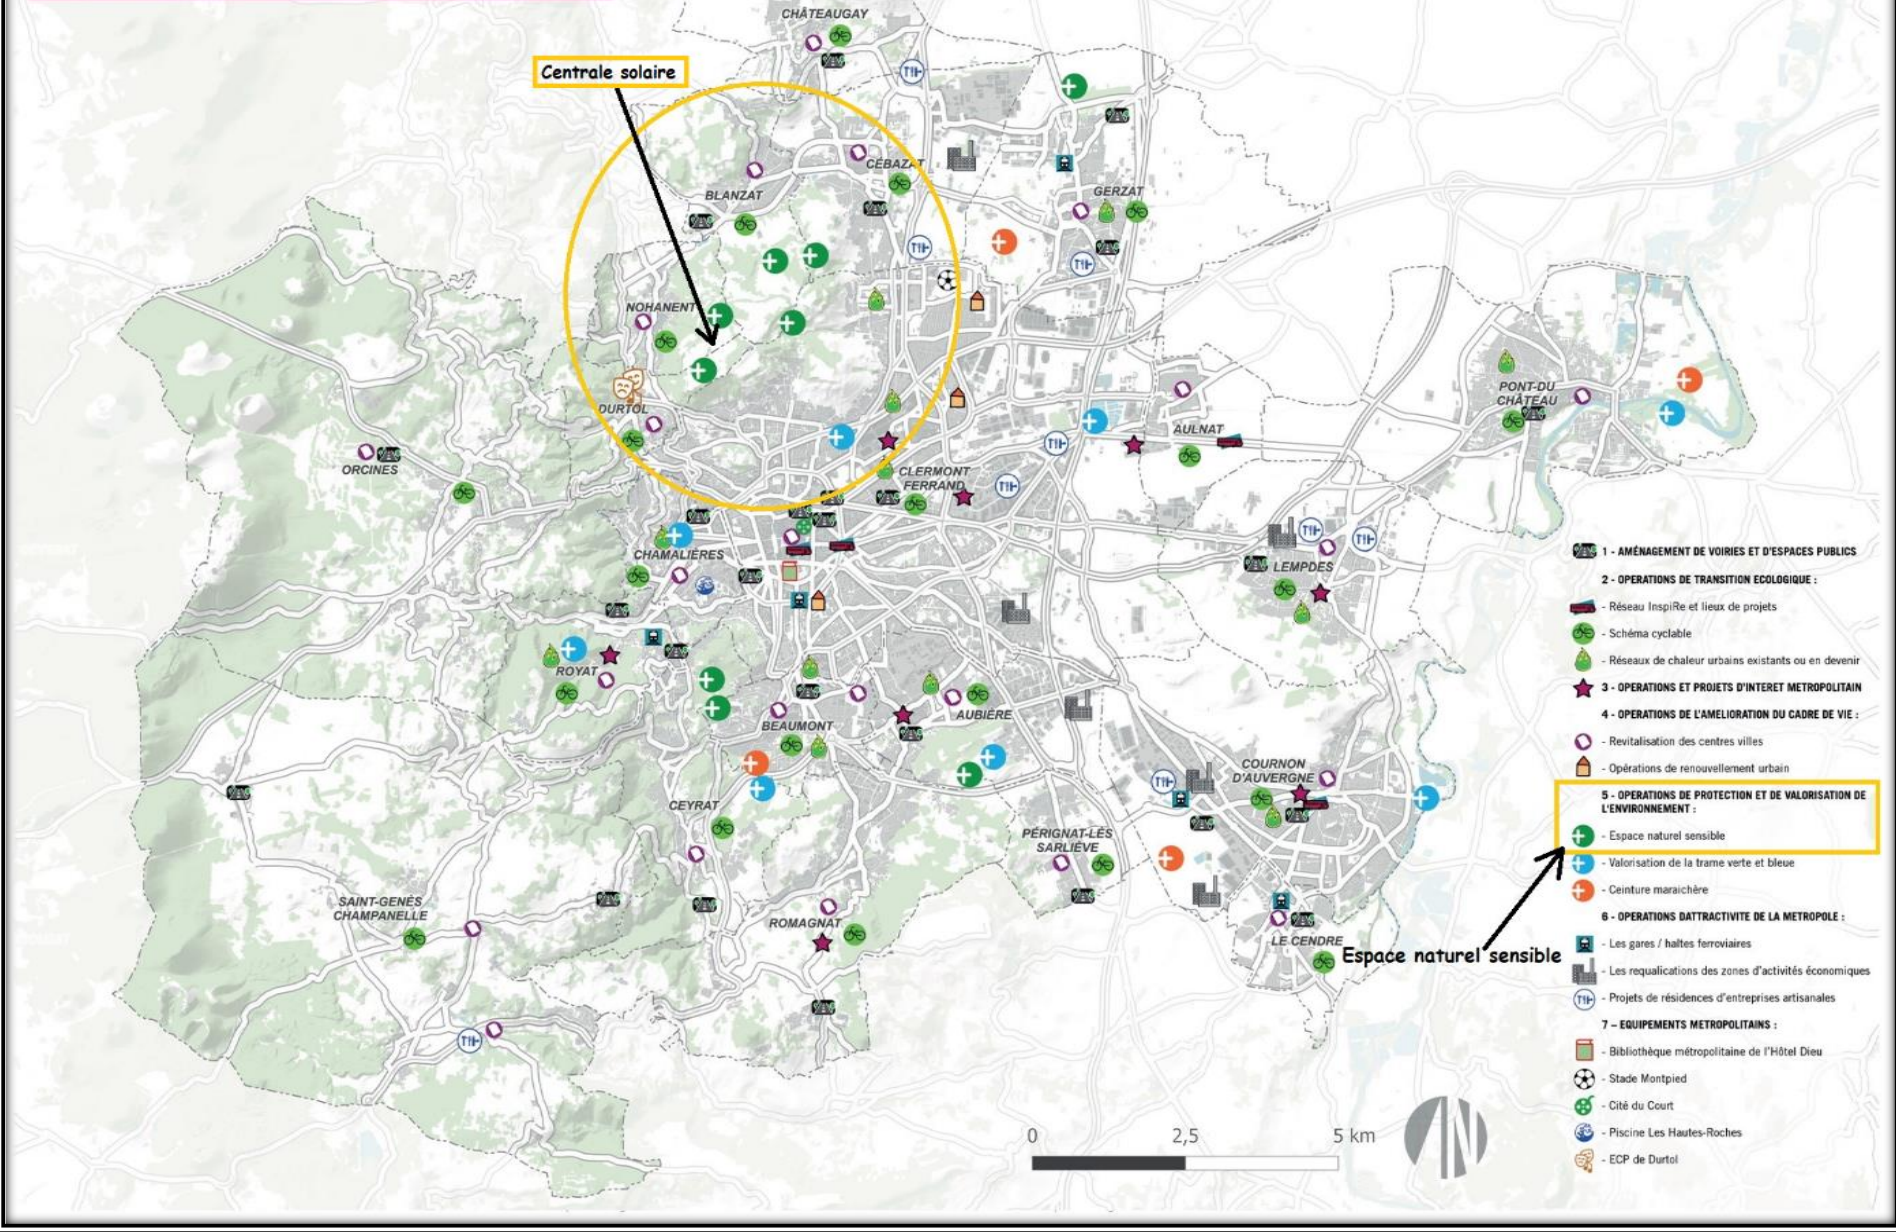 CHÂTEAUGAY
Centrale solaire
CÉBAZAT
BLANZAT
GERZAT
NOHANENT
DURTOL
PONT-DU
CHÂTEAU
AULNAT
ORCINES
CLERMONT
FERRAND
CHAMALIÈRES
LEMPDES
ROYAT
BEAUMONT
AUBIÈRE
COURNON
D'AUVERGNE
CEYRAT
PÉRIGNAT-LÈS
SARLIÈVE
SAINT-GENÈS
CHAMPANELLE
ROMAGNAT
LE CENDRE
Espace naturel sensible
1 - AMÉNAGEMENT DE VOIRIES ET D'ESPACES PUBLICS
2 - OPERATIONS DE TRANSITION ECOLOGIQUE :
- Réseau InspiRe et lieux de projets
- Schéma cyclable
- Réseaux de chaleur urbains existants ou en devenir
3 - OPERATIONS ET PROJETS D'INTERET METROPOLITAIN
4 - OPERATIONS DE L'AMELIORATION DU CADRE DE VIE :
- Revitalisation des centres villes
- Opérations de renouvellement urbain
5 - OPERATIONS DE PROTECTION ET DE VALORISATION DE
L'ENVIRONNEMENT :
- Espace naturel sensible
- Valorisation de la trame verte et bleue
- Ceinture maraichère
6 - OPERATIONS DATTRACTIVITE DE LA METROPOLE :
- Les gares / haltes ferroviaires
- Les requalications des zones d'activités économiques
- Projets de résidences d'entreprises artisanales
7 – EQUIPEMENTS METROPOLITAINS :
- Bibliothèque métropolitaine de l'Hôtel Dieu
- Stade Montpied
- Cité du Court
- Piscine Les Hautes-Roches
- ECP de Durtol
0 2,5 5 km